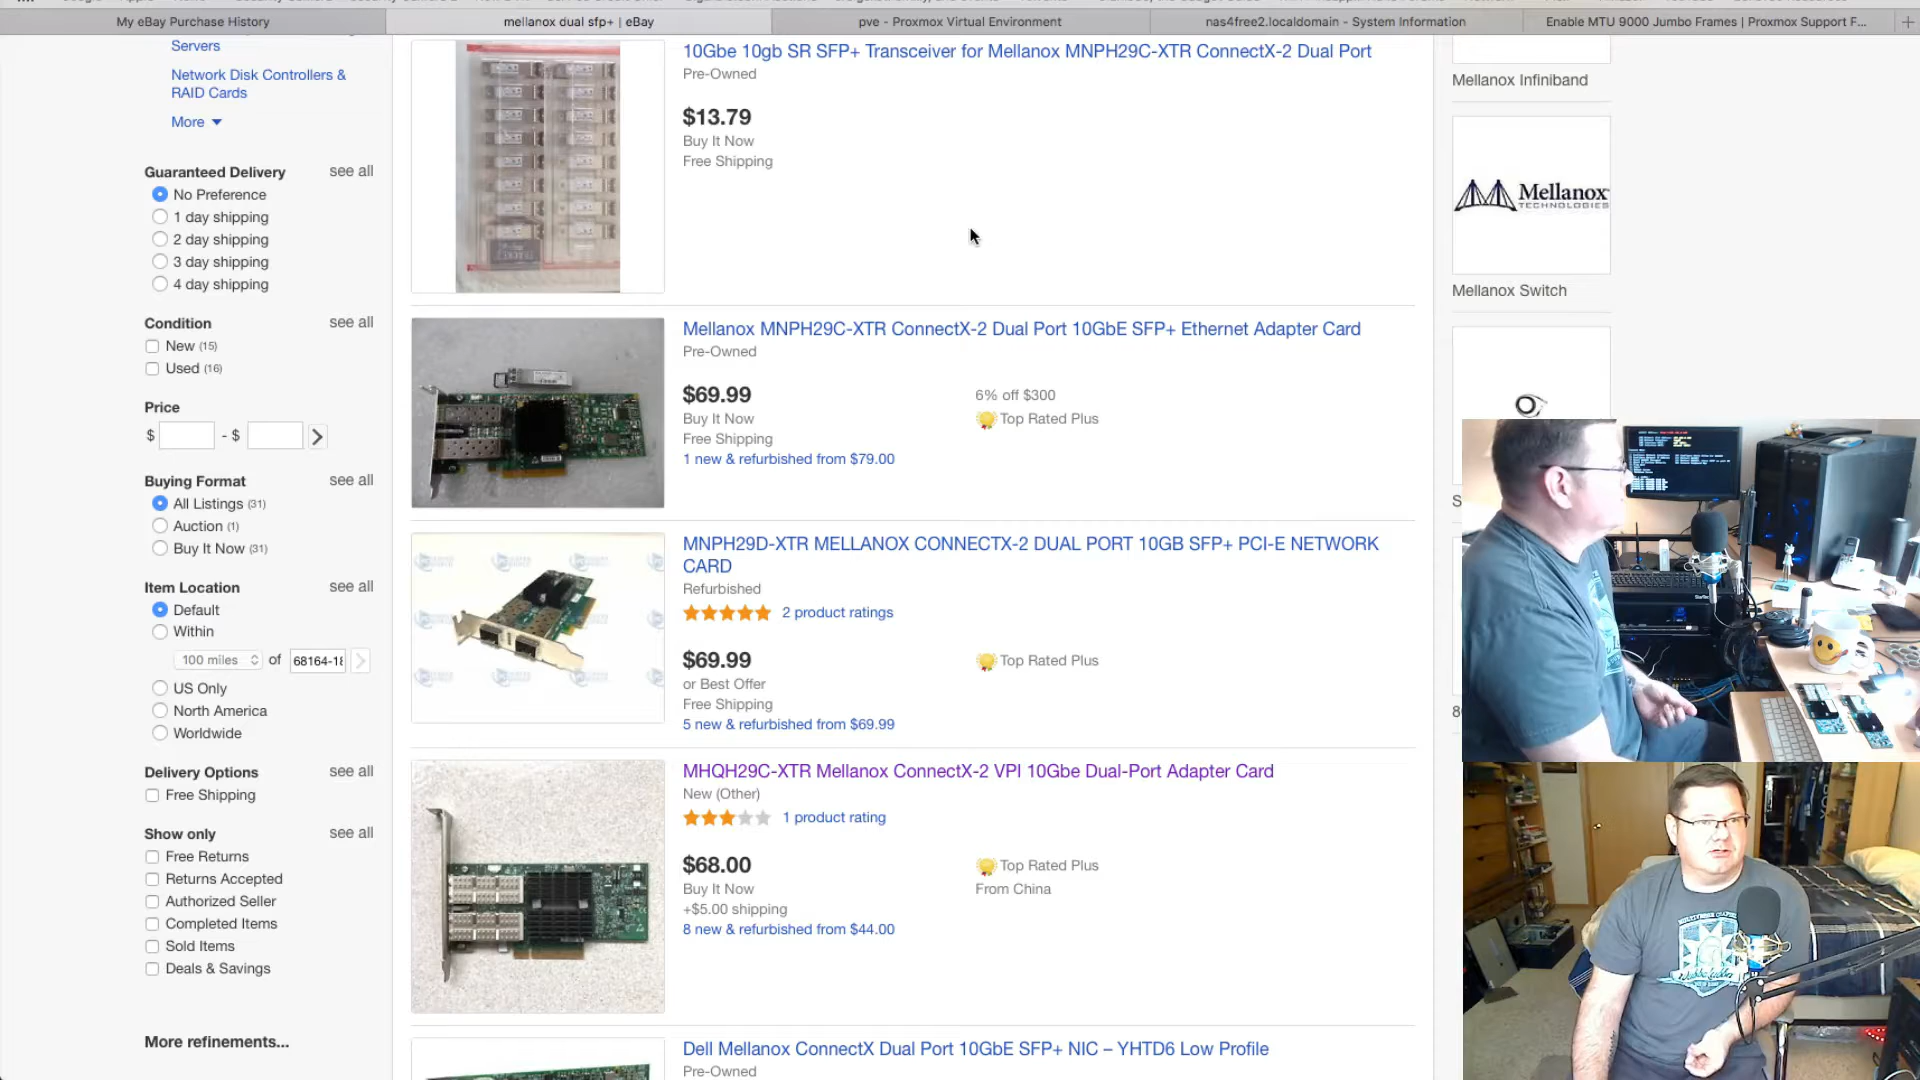 My eBay Purchase History
mellanox dual sfp+ | eBay
pve - Proxmox Virtual Environment
nas4free2.localdomain - System Information
Enable MTU 9000 Jumbo Frames | Proxmox Support F...
Servers
Network Disk Controllers &
RAID Cards
More
Guaranteed Delivery see all
No Preference
1 day shipping
2 day shipping
3 day shipping
4 day shipping
Condition see all
New (15)
Used (16)
Price
$ - $
Buying Format see all
All Listings (31)
Auction (1)
Buy It Now (31)
Item Location see all
Default
Within
100 miles of 68164-18
US Only
North America
Worldwide
Delivery Options see all
Free Shipping
Show only see all
Free Returns
Returns Accepted
Authorized Seller
Completed Items
Sold Items
Deals & Savings
More refinements...
10Gbe 10gb SR SFP+ Transceiver for Mellanox MNPH29C-XTR ConnectX-2 Dual Port
Pre-Owned
$13.79
Buy It Now
Free Shipping
Mellanox MNPH29C-XTR ConnectX-2 Dual Port 10GbE SFP+ Ethernet Adapter Card
Pre-Owned
$69.99 6% off $300
Buy It Now Top Rated Plus
Free Shipping
1 new & refurbished from $79.00
MNPH29D-XTR MELLANOX CONNECTX-2 DUAL PORT 10GB SFP+ PCI-E NETWORK
CARD
Refurbished
2 product ratings
$69.99 Top Rated Plus
or Best Offer
Free Shipping
5 new & refurbished from $69.99
MHQH29C-XTR Mellanox ConnectX-2 VPI 10Gbe Dual-Port Adapter Card
New (Other)
1 product rating
$68.00 Top Rated Plus
Buy It Now From China
+$5.00 shipping
8 new & refurbished from $44.00
Dell Mellanox ConnectX Dual Port 10GbE SFP+ NIC – YHTD6 Low Profile
Pre-Owned
Mellanox Infiniband
Mellanox
TECHNOLOGIES
Mellanox Switch
S
8